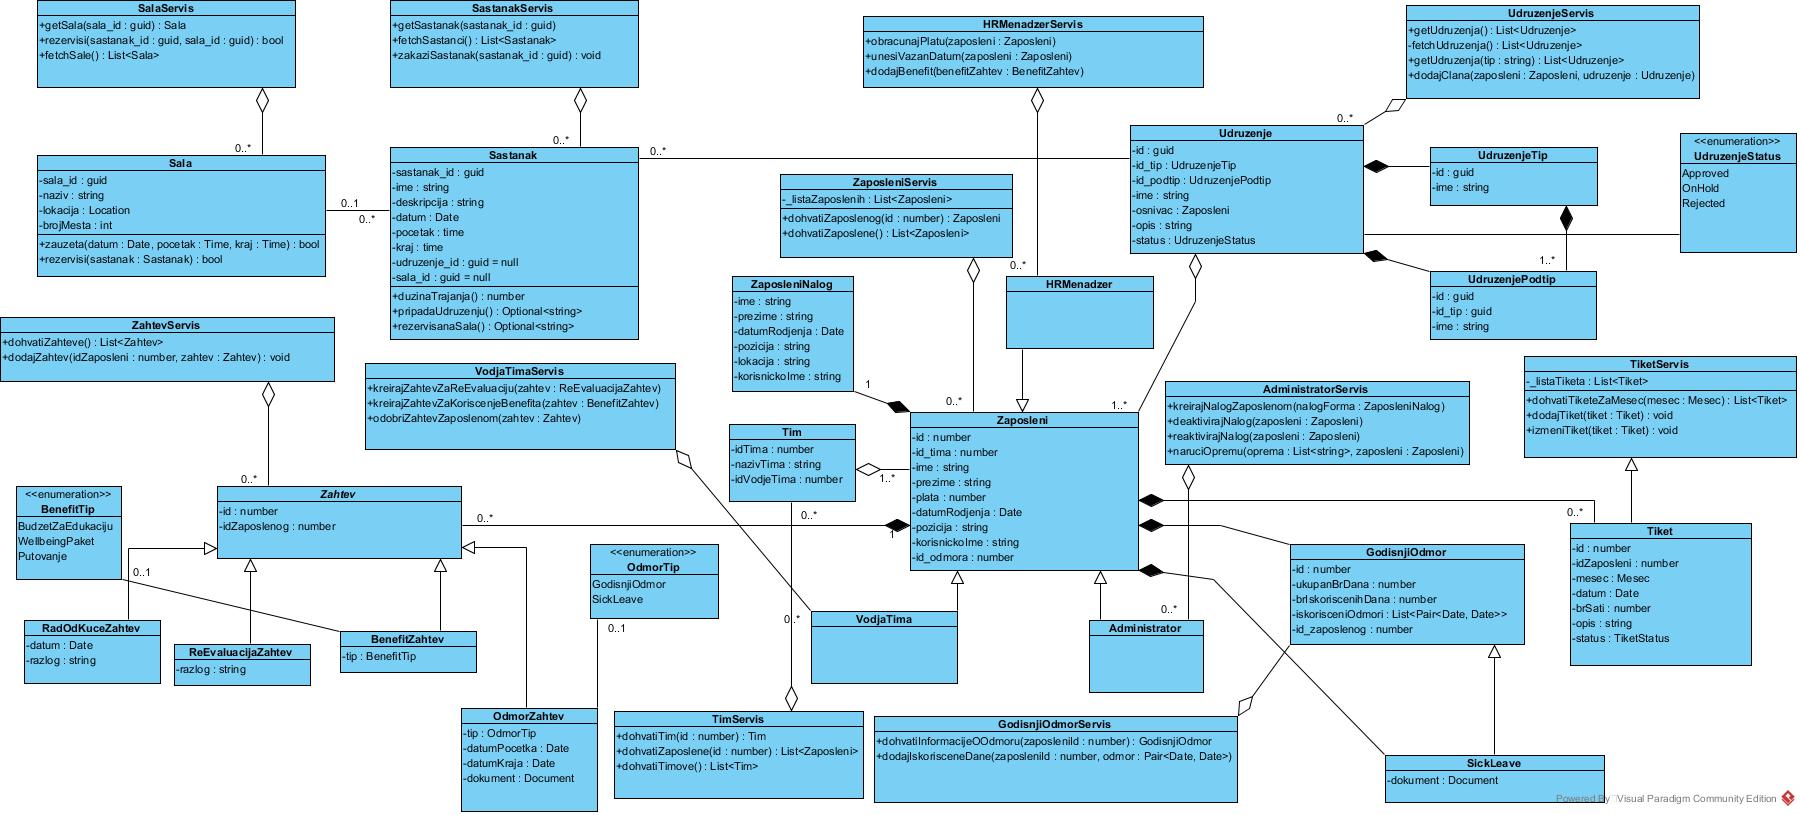 SalaServis
+getSala(sala_id : guid) : Sala
+rezervisi(sastanak_id : guid, sala_id : guid) : bool
+fetchSale() : List<Sala>
SastanakServis
+getSastanak(sastanak_id : guid)
+fetchSastanci() : List<Sastanak>
+zakaziSastanak(sastanak_id : guid) : void
HRMenadzerServis
+obracunajPlatu(zaposleni : Zaposleni)
+unesiVazanDatum(zaposleni : Zaposleni)
+dodajBenefit(benefitZahtev : BenefitZahtev)
UdruzenjeServis
+getUdruzenja() : List<Udruzenje>
-fetchUdruzenja() : List<Udruzenje>
+getUdruzenja(tip : string) : List<Udruzenje>
+dodajClana(zaposleni : Zaposleni, udruzenje : Udruzenje)
0..*
0..*
0..*
Sala
-sala_id : guid
-naziv : string
-lokacija : Location
-brojMesta : int
+zauzeta(datum : Date, pocetak : Time, kraj : Time) : bool
+rezervisi(sastanak : Sastanak) : bool
0..1
0..*
Sastanak
-sastanak_id : guid
-ime : string
-deskripcija : string
-datum : Date
-pocetak : time
-kraj : time
-udruzenje_id : guid = null
-sala_id : guid = null
+duzinaTrajanja() : number
+pripadaUdruzenju() : Optional<string>
+rezervisanaSala() : Optional<string>
0..*
Udruzenje
-id : guid
-id_tip : UdruzenjeTip
-id_podtip : UdruzenjePodtip
-ime : string
-osnivac : Zaposleni
-opis : string
-status : UdruzenjeStatus
UdruzenjeTip
-id : guid
-ime : string
<<enumeration>>
UdruzenjeStatus
Approved
OnHold
Rejected
1..*
UdruzenjePodtip
-id : guid
-id_tip : guid
-ime : string
ZaposleniServis
-_listaZaposlenih : List<Zaposleni>
+dohvatiZaposlenog(id : number) : Zaposleni
+dohvatiZaposlene() : List<Zaposleni>
0..*
ZaposleniNalog
-ime : string
-prezime : string
-datumRodjenja : Date
-pozicija : string
-lokacija : string
-korisnickoIme : string
HRMenadzer
1
0..*
1..*
ZahtevServis
+dohvatiZahteve() : List<Zahtev>
+dodajZahtev(idZaposleni : number, zahtev : Zahtev) : void
VodjaTimaServis
+kreirajZahtevZaReEvaluaciju(zahtev : ReEvaluacijaZahtev)
+kreirajZahtevZaKoriscenjeBenefita(zahtev : BenefitZahtev)
+odobriZahtevZaposlenom(zahtev : Zahtev)
AdministratorServis
+kreirajNalogZaposlenom(nalogForma : ZaposleniNalog)
+deaktivirajNalog(zaposleni : Zaposleni)
+reaktivirajNalog(zaposleni : Zaposleni)
+naruciOpremu(oprema : List<string>, zaposleni : Zaposleni)
TiketServis
-_listaTiketa : List<Tiket>
+dohvatiTiketeZaMesec(mesec : Mesec) : List<Tiket>
+dodajTiket(tiket : Tiket) : void
+izmeniTiket(tiket : Tiket) : void
Tim
-idTima : number
-nazivTima : string
-idVodjeTima : number
1..*
Zaposleni
-id : number
-id_tima : number
-ime : string
-prezime : string
-plata : number
-datumRodjenja : Date
-pozicija : string
-korisnickoIme : string
-id_odmora : number
0..*
<<enumeration>>
BenefitTip
BudzetZaEdukaciju
WellbeingPaket
Putovanje
Zahtev
-id : number
-idZaposlenog : number
0..*
0..*
1
0..*
<<enumeration>>
OdmorTip
GodisnjiOdmor
SickLeave
0..1
0..1
0..*
0..*
GodisnjiOdmor
-id : number
-ukupanBrDana : number
-brIskoriscenihDana : number
-iskorisceniOdmori : List<Pair<Date, Date>>
-id_zaposlenog : number
Tiket
-id : number
-idZaposleni : number
-mesec : Mesec
-datum : Date
-brSati : number
-opis : string
-status : TiketStatus
RadOdKuceZahtev
-datum : Date
-razlog : string
ReEvaluacijaZahtev
-razlog : string
BenefitZahtev
-tip : BenefitTip
VodjaTima
Administrator
OdmorZahtev
-tip : OdmorTip
-datumPocetka : Date
-datumKraja : Date
-dokument : Document
TimServis
+dohvatiTim(id : number) : Tim
+dohvatiZaposlene(id : number) : List<Zaposleni>
+dohvatiTimove() : List<Tim>
GodisnjiOdmorServis
+dohvatiInformacijeOOdmoru(zaposleniId : number) : GodisnjiOdmor
+dodajIskorisceneDane(zaposleniId : number, odmor : Pair<Date, Date>)
SickLeave
-dokument : Document
Powered By Visual Paradigm Community Edition